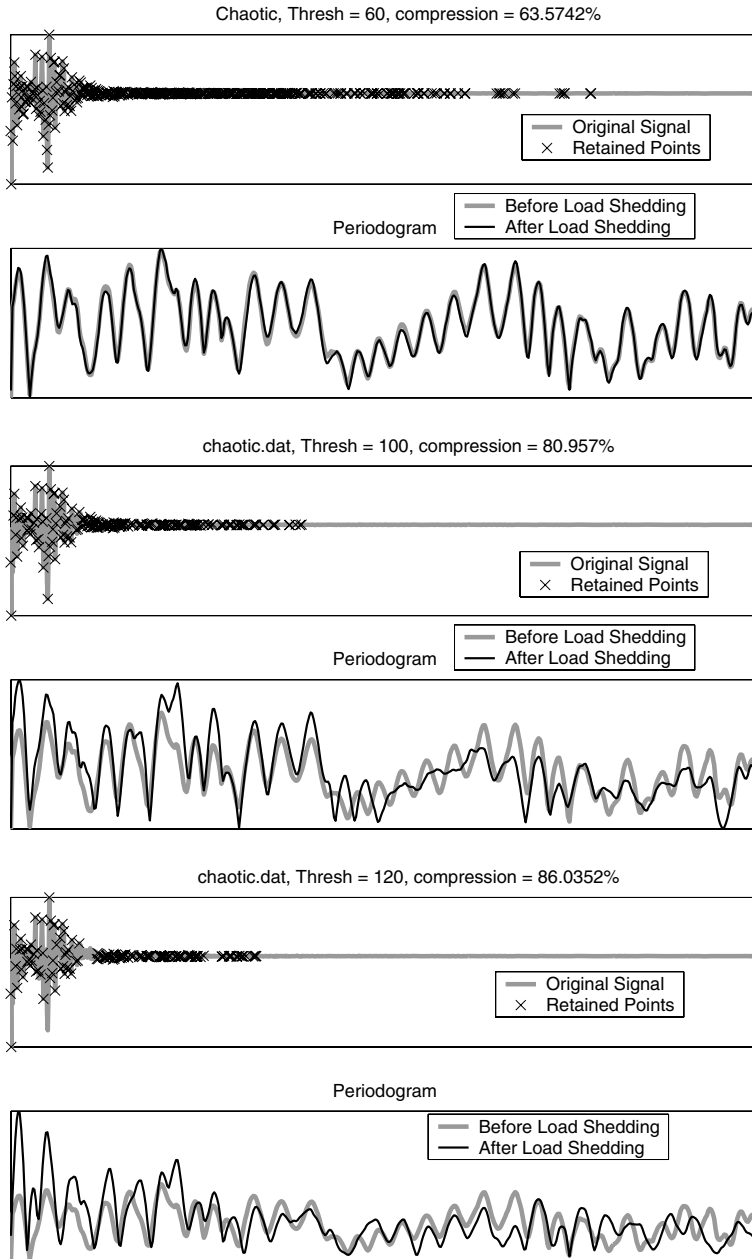 Chaotic, Thresh = 60, compression = 63.5742%
Original Signal
Retained Points
Before Load Shedding
After Load Shedding
Periodogram
chaotic.dat, Thresh = 100, compression = 80.957%
Original Signal
Retained Points
Before Load Shedding
After Load Shedding
Periodogram
chaotic.dat, Thresh = 120, compression = 86.0352%
Original Signal
Retained Points
Periodogram
Before Load Shedding
After Load Shedding